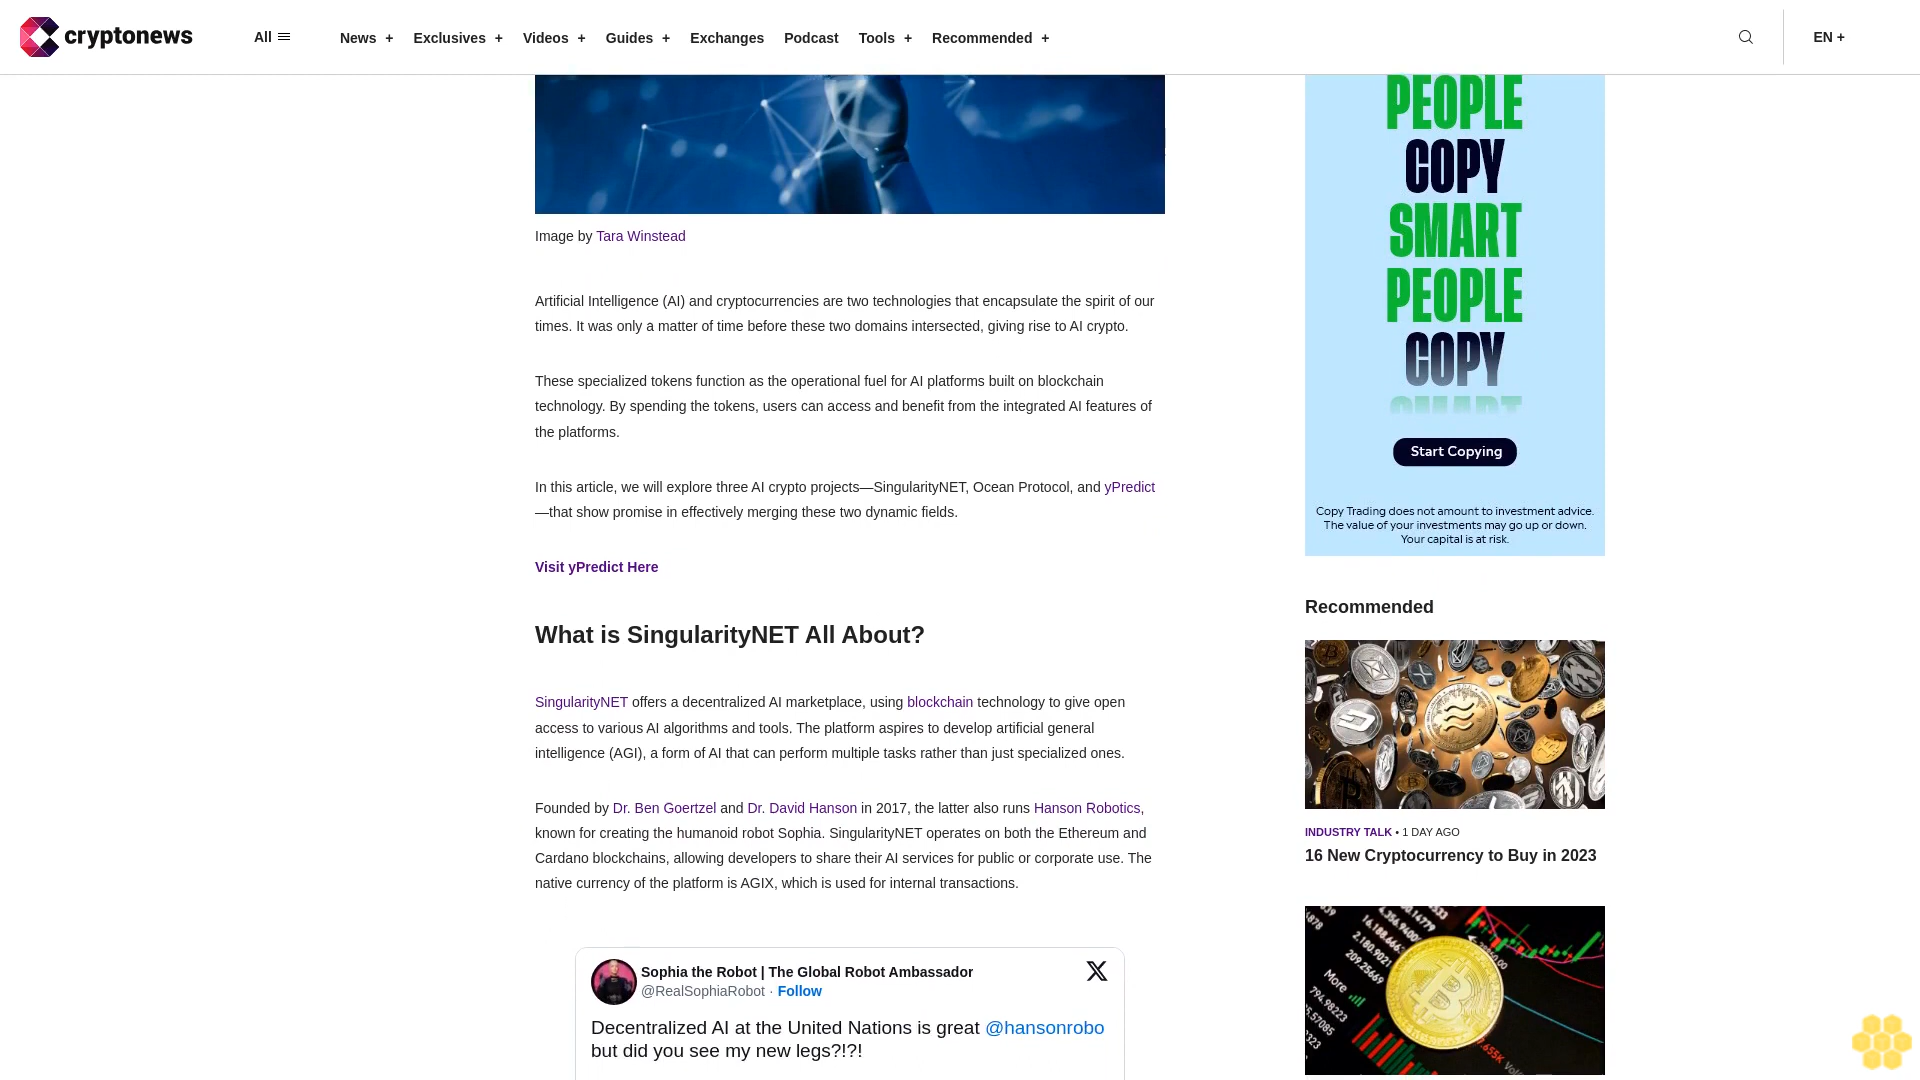 cryptonews
All
News +
Exclusives +
Videos +
Guides +
Exchanges
Podcast
Tools +
Recommended +
EN +
Image by Tara Winstead
Artificial Intelligence (AI) and cryptocurrencies are two technologies that encapsulate the spirit of our
times. It was only a matter of time before these two domains intersected, giving rise to AI crypto.
These specialized tokens function as the operational fuel for AI platforms built on blockchain
technology. By spending the tokens, users can access and benefit from the integrated AI features of
the platforms.
In this article, we will explore three AI crypto projects—SingularityNET, Ocean Protocol, and yPredict
—that show promise in effectively merging these two dynamic fields.
Visit yPredict Here
What is SingularityNET All About?
SingularityNET offers a decentralized AI marketplace, using blockchain technology to give open
access to various AI algorithms and tools. The platform aspires to develop artificial general
intelligence (AGI), a form of AI that can perform multiple tasks rather than just specialized ones.
Founded by Dr. Ben Goertzel and Dr. David Hanson in 2017, the latter also runs Hanson Robotics,
known for creating the humanoid robot Sophia. SingularityNET operates on both the Ethereum and
Cardano blockchains, allowing developers to share their AI services for public or corporate use. The
native currency of the platform is AGIX, which is used for internal transactions.
Sophia the Robot | The Global Robot Ambassador
@RealSophiaRobot · Follow
Decentralized AI at the United Nations is great @hansonrobo
but did you see my new legs?!?!
PEOPLE
COPY
SMART
PEOPLE
COPY
SMART
Start Copying
Copy Trading does not amount to investment advice.
The value of your investments may go up or down.
Your capital is at risk.
Recommended
INDUSTRY TALK • 1 DAY AGO
16 New Cryptocurrency to Buy in 2023
2,180.9021
209.25669
More
794.98223